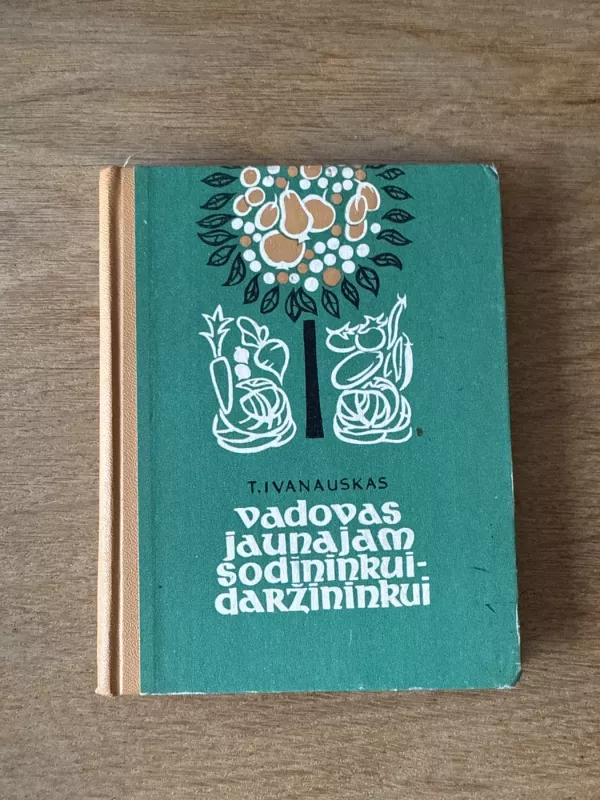 T. IVANAUSKAS
vadovas
jaunajam
sodininkui-
daržininkui